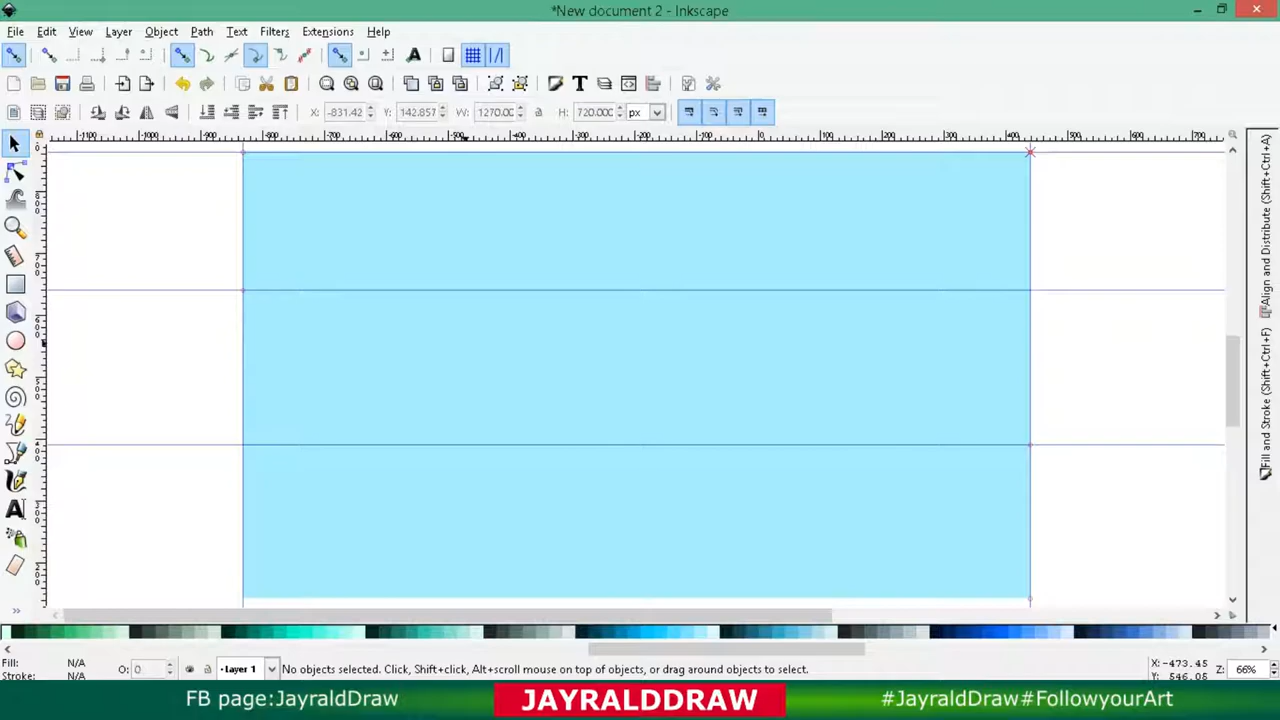 *New document 2 - Inkscape
File Edit View Layer Object Path Text Filters Extensions Help
X: -831.42 Y: 142.857 W: 1270.00 H: 720.000 px
Align and Distribute (Shift+Ctrl+A)
Fill and Stroke (Shift+Ctrl+F)
Fill: N/A O: 0 Layer 1 No objects selected. Click, Shift+click, Alt+scroll mouse on top of objects, or drag around objects to select. X: -473.45 Z: 66%
Stroke: N/A Y: 546.05
FB page:JayraldDraw JAYRALDDRAW #JayraldDraw#FollowyourArt